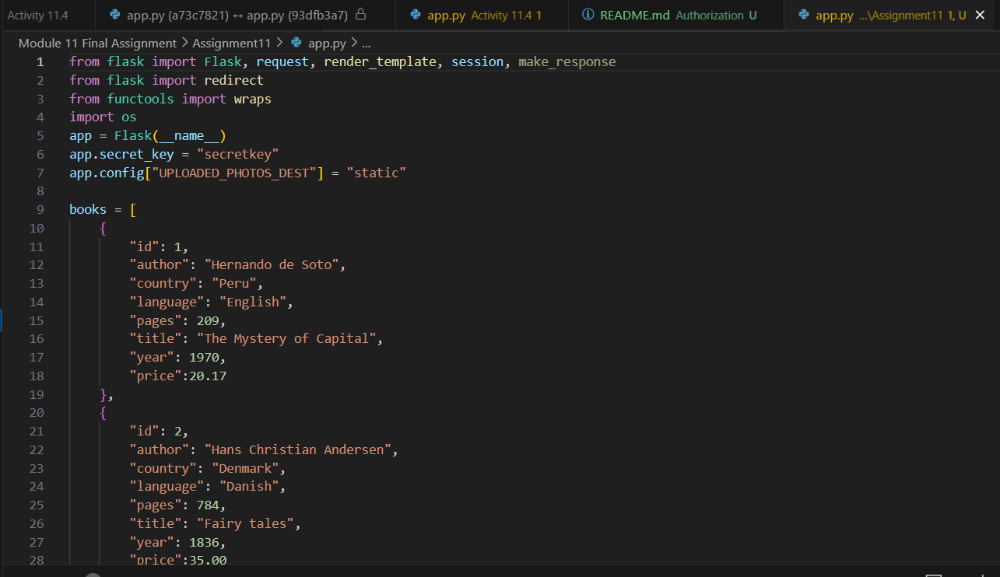 Activity 11.4
app.py (a73c7821) ↔ app.py (93dfb3a7)
app.py Activity 11.4 1
README.md Authorization U
app.py ...\Assignment11 1, U
Module 11 Final Assignment > Assignment11 > app.py > ...
1 from flask import Flask, request, render_template, session, make_response
2 from flask import redirect
3 from functools import wraps
4 import os
5 app = Flask(__name__)
6 app.secret_key = "secretkey"
7 app.config["UPLOADED_PHOTOS_DEST"] = "static"
8
9 books = [
10 {
11 "id": 1,
12 "author": "Hernando de Soto",
13 "country": "Peru",
14 "language": "English",
15 "pages": 209,
16 "title": "The Mystery of Capital",
17 "year": 1970,
18 "price":20.17
19 },
20 {
21 "id": 2,
22 "author": "Hans Christian Andersen",
23 "country": "Denmark",
24 "language": "Danish",
25 "pages": 784,
26 "title": "Fairy tales",
27 "year": 1836,
28 "price":35.00